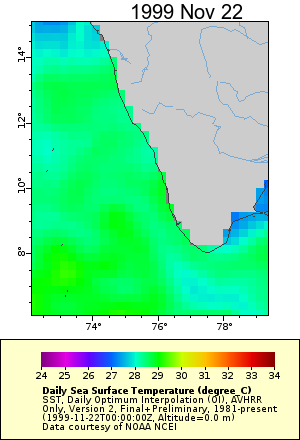 1999 Nov 22
14°
12°
10°
8°
74°
76°
78°
24 25 26 27 28 29 30 31 32 33 34
Daily Sea Surface Temperature (degree_C)
SST, Daily Optimum Interpolation (OI), AVHRR
Only, Version 2, Final+Preliminary, 1981-present
(1999-11-22T00:00:00Z, Altitude=0.0 m)
Data courtesy of NOAA NCEI